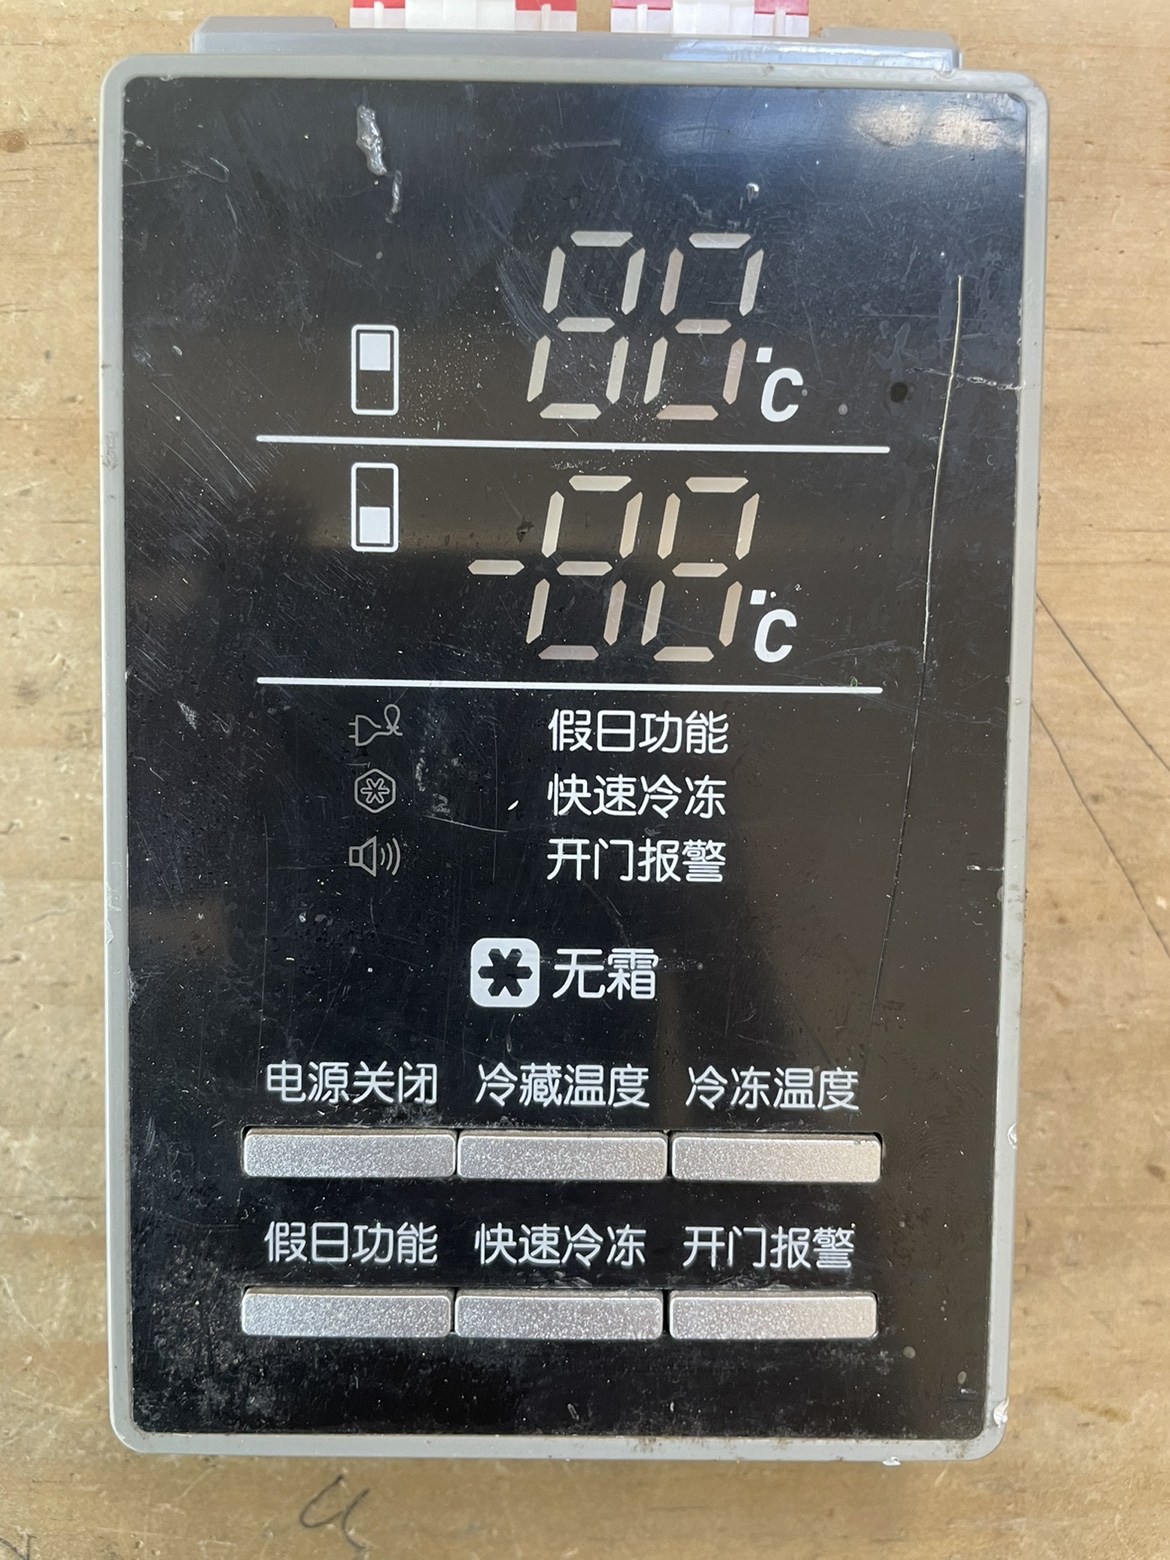 88°C
-88°C
假日功能
快速冷冻
开门报警
无霜
电源关闭 冷藏温度 冷冻温度
假日功能 快速冷冻 开门报警